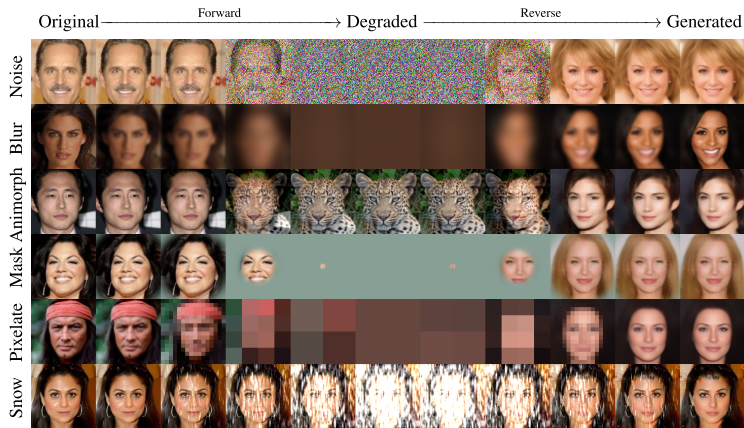 Forward
Reverse
Original
Degraded
Generated
Noise
Blur
Animorph
Mask
Pixelate
Snow